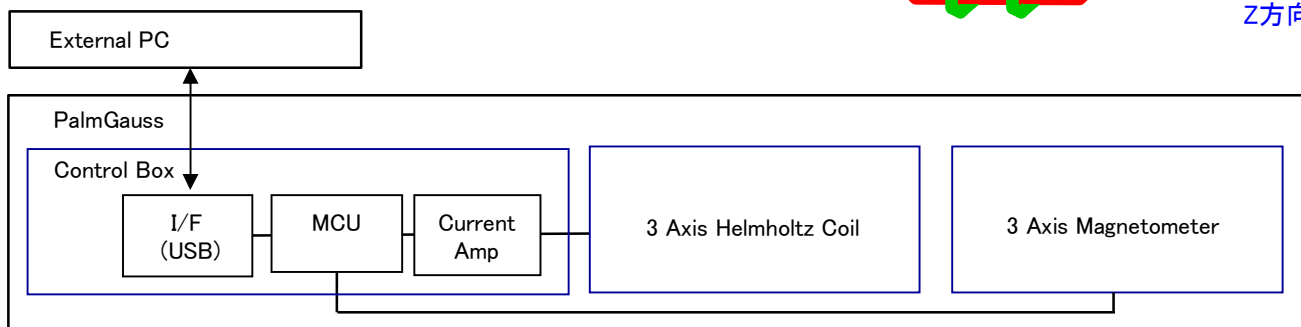 Z方向
External PC
PalmGauss
Control Box
I/F
(USB)
MCU
Current
Amp
3 Axis Helmholtz Coil
3 Axis Magnetometer